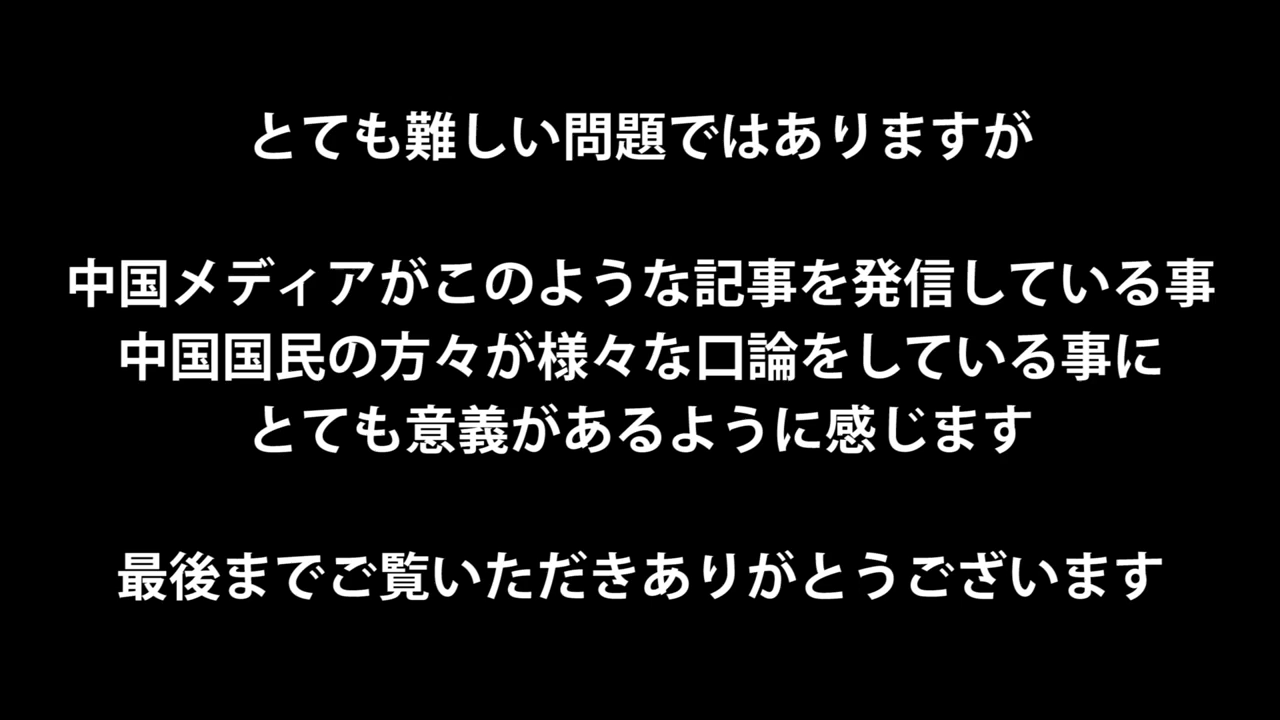 とても難しい問題ではありますが
中国メディアがこのような記事を発信している事
中国国民の方々が様々な口論をしている事に
とても意義があるように感じます
最後までご覧いただきありがとうございます